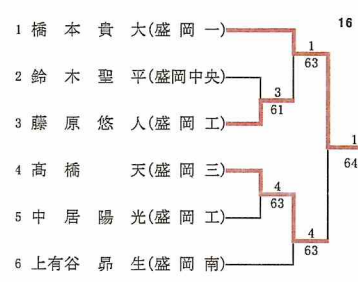 16
1 橋本貴大(盛岡一)
1
63
2 鈴木聖平(盛岡中央)
3
61
3 藤原悠人(盛岡工)
1
64
4 髙橋天(盛岡三)
4
63
5 中居陽光(盛岡工)
4
63
6 上有谷昴生(盛岡南)